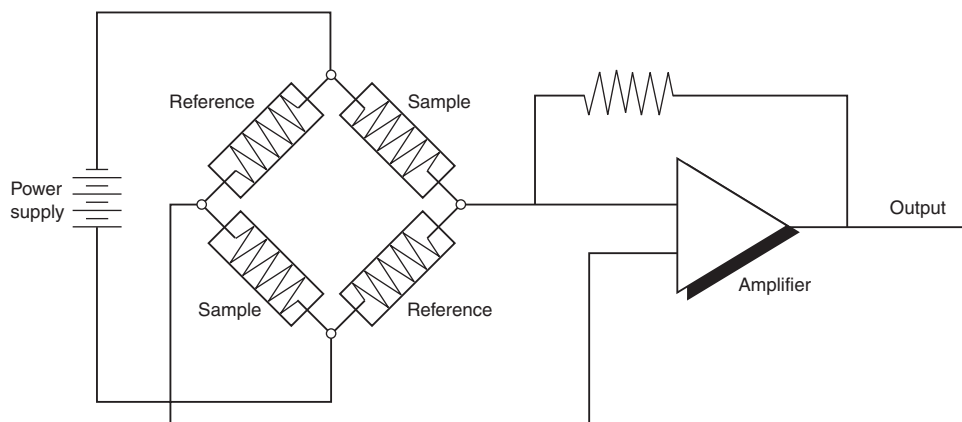 Reference
Sample
Power
supply
Output
Amplifier
Sample
Reference